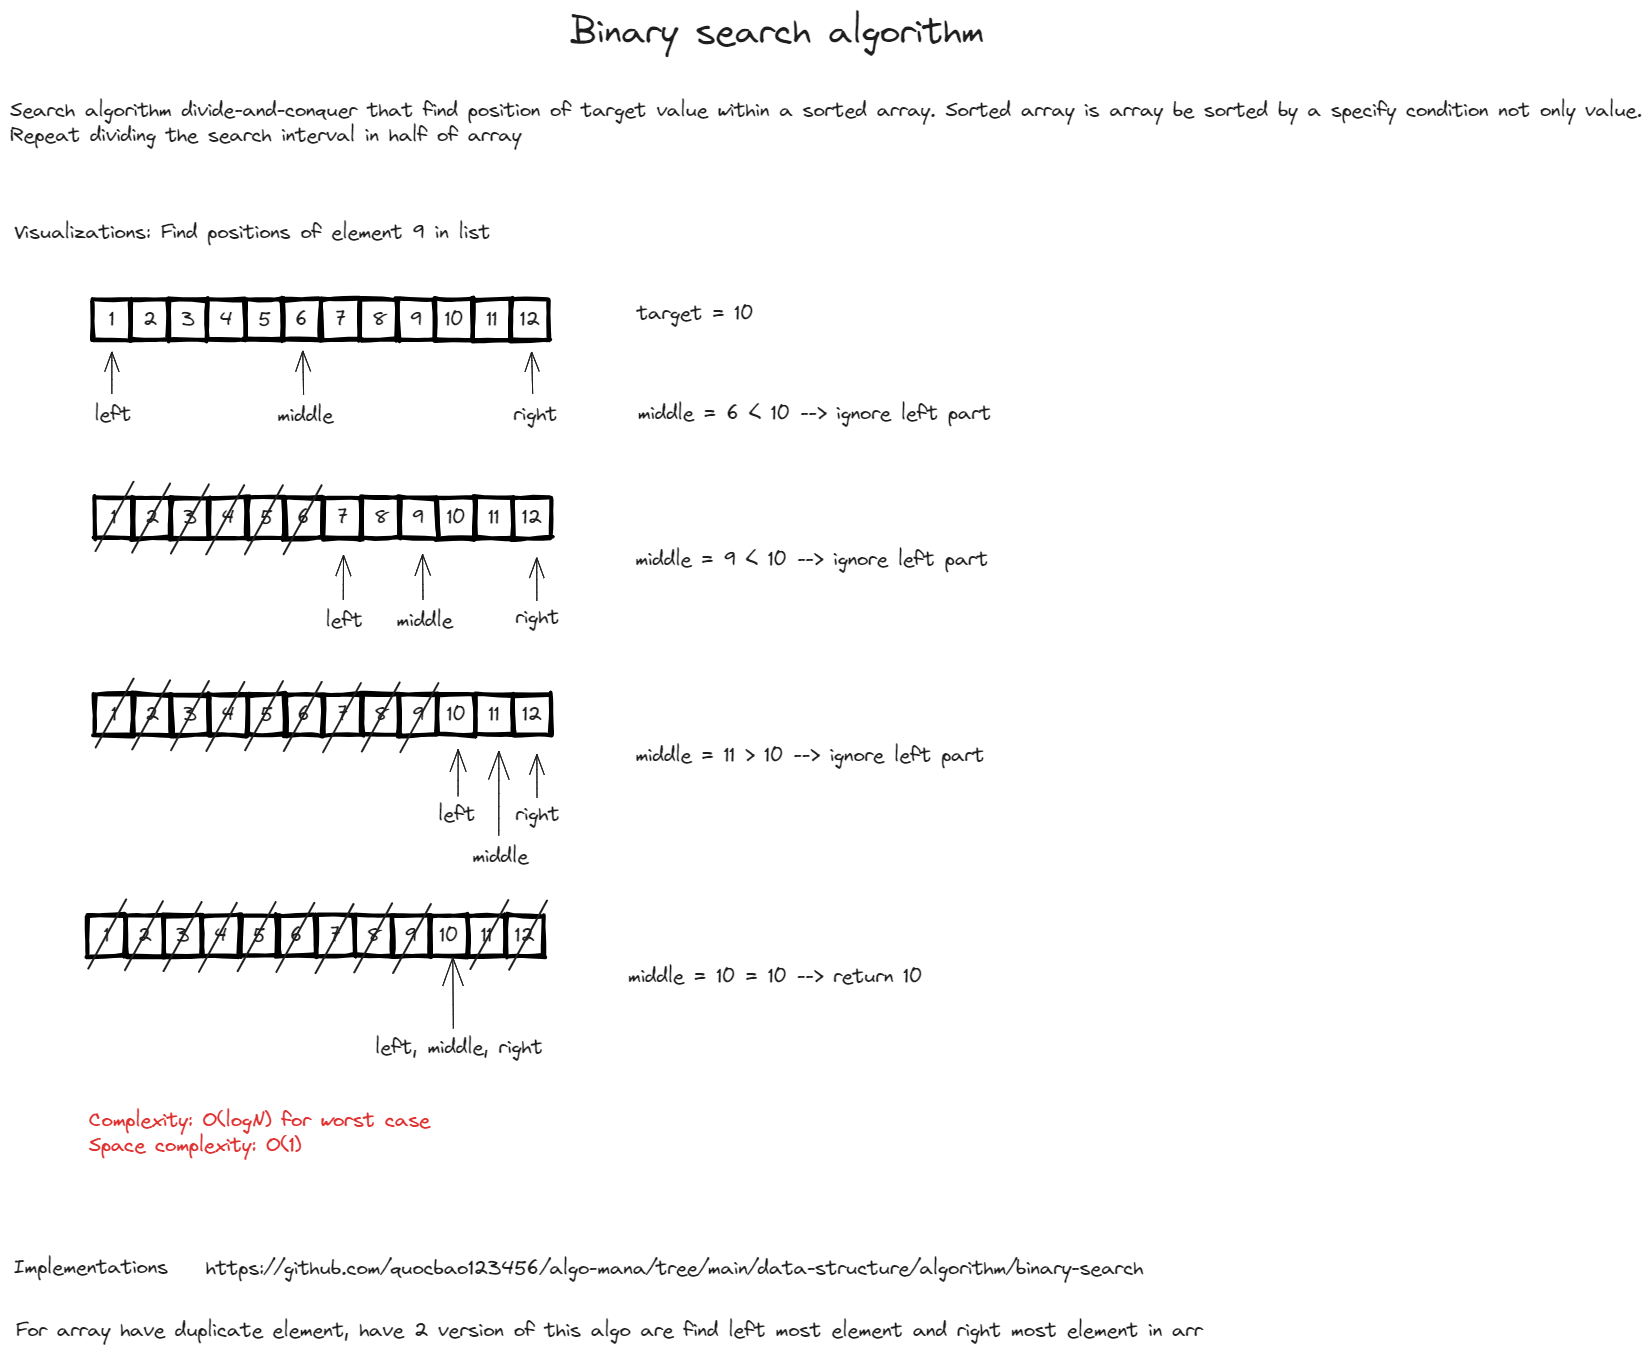 Binary search algorithm
Search algorithm divide-and-conquer that find position of target value within a sorted array. Sorted array is array be sorted by a specify condition not only value.
Repeat dividing the search interval in half of array
Visualizations: Find positions of element 9 in list
1 2 3 4 5 6 7 8 9 10 11 12
target = 10
left middle right
middle = 6 < 10 --> ignore left part
1 2 3 4 5 6 7 8 9 10 11 12
middle = 9 < 10 --> ignore left part
left middle right
1 2 3 4 5 6 7 8 9 10 11 12
middle = 11 > 10 --> ignore left part
left right
middle
1 2 3 4 5 6 7 8 9 10 11 12
middle = 10 = 10 --> return 10
left, middle, right
Complexity: O(logN) for worst case
Space complexity: O(1)
Implementations https://github.com/quocbao123456/algo-mana/tree/main/data-structure/algorithm/binary-search
For array have duplicate element, have 2 version of this algo are find left most element and right most element in arr